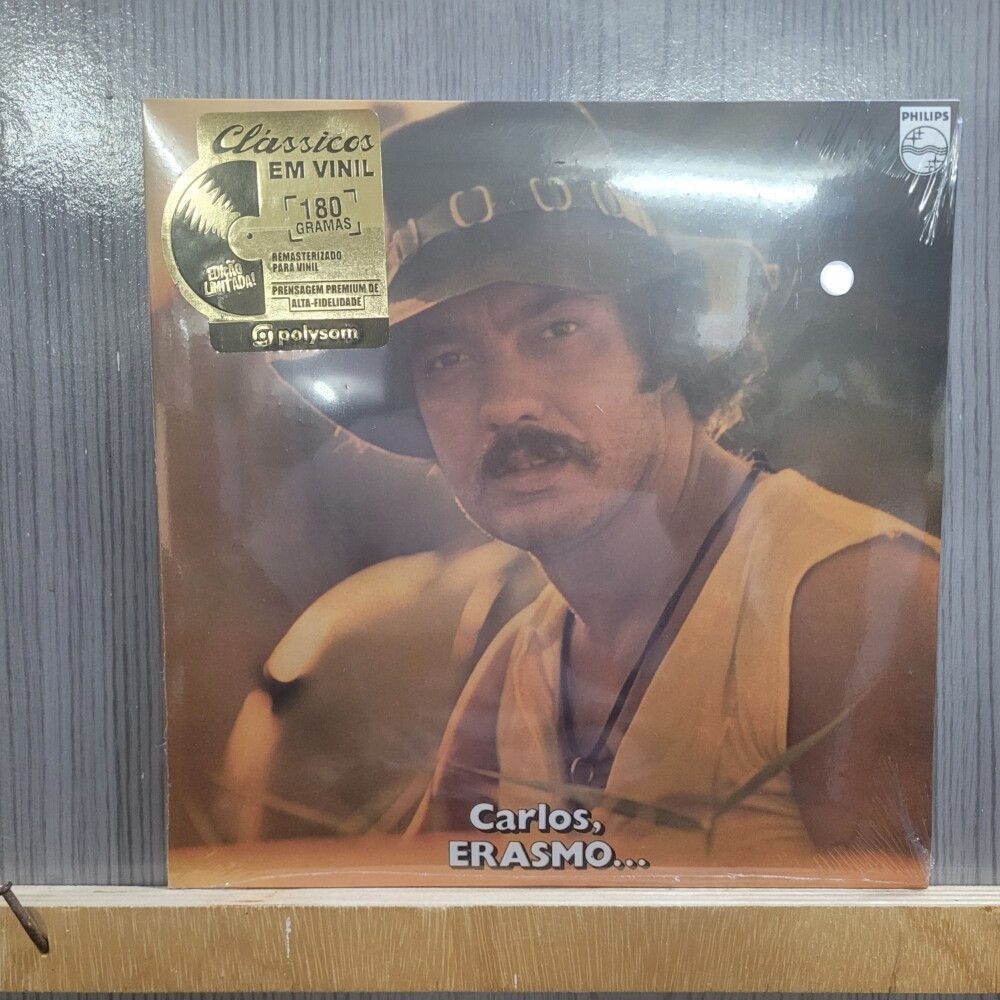 Clássicos
EM VINIL
180
GRAMAS
REMASTERIZADO
PARA VINIL
EDIÇÃO
LIMITADA!
PRENSAGEM PREMIUM DE
ALTA-FIDELIDADE
polysom
PHILIPS
Carlos,
ERASMO...